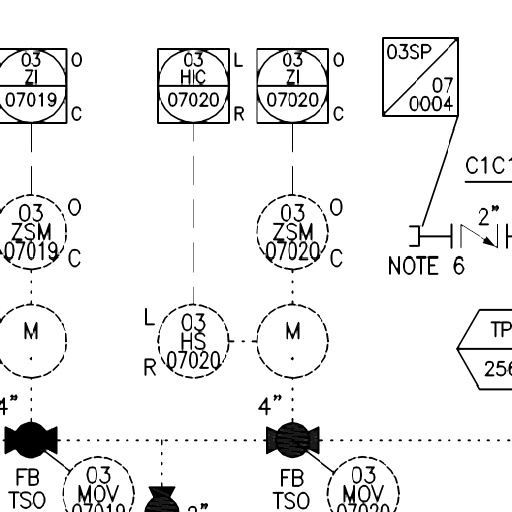 03
ZI
07019
O
C
03
HIC
07020
L
R
03
ZI
07020
O
C
03SP
07
0004
C1C1
03
ZSM
07019
O
C
03
ZSM
07020
O
C
2"
NOTE 6
M
L
R
03
HS
07020
M
TP
256
4"
4"
FB
TSO
03
MOV
07019
2"
FB
TSO
03
MOV
07020